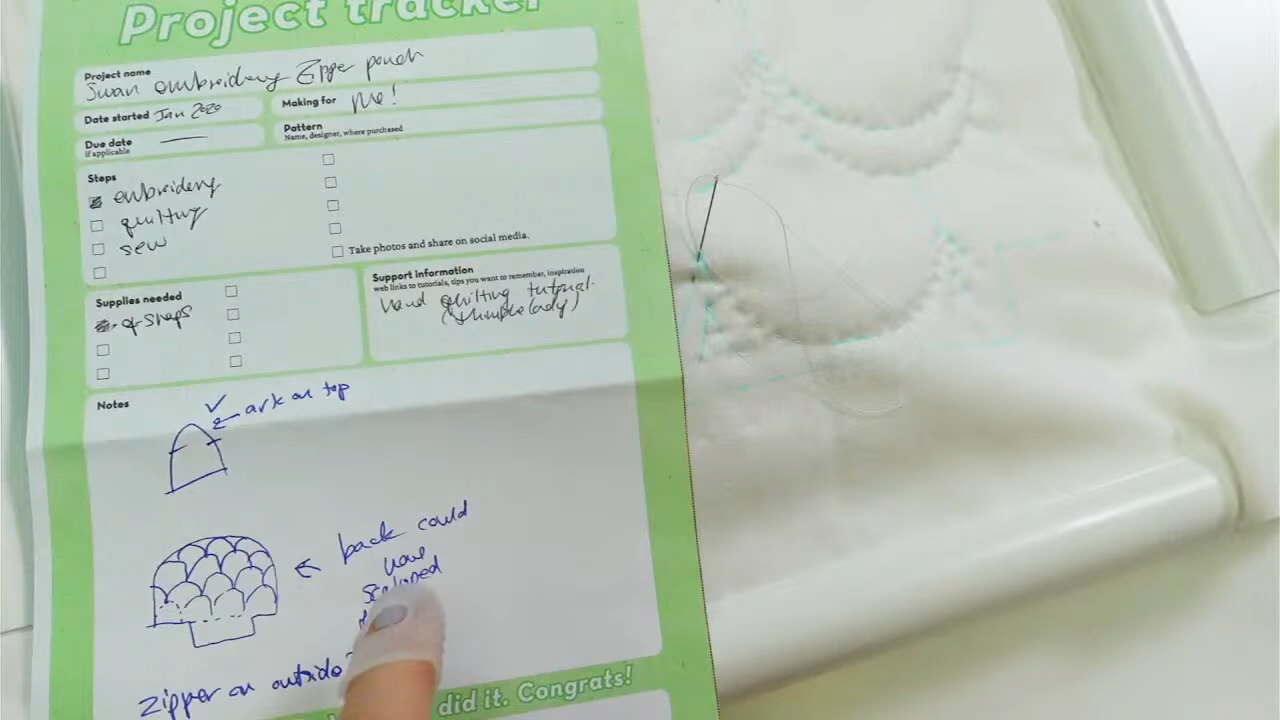 Project tracker
Project name Swan embroidery Zipper pouch
Date started Jan 2020
Making for Me!
Due date
if applicable
Pattern
Name, designer, where purchased
Steps
embroidery
quilting
sew
Take photos and share on social media.
Supplies needed
Support information
web links to tutorials, tips you want to remember, inspiration
Hand quilting tutorial
Notes
ark on top
back could
have
scalloped
Zipper on outside?
did it. Congrats!